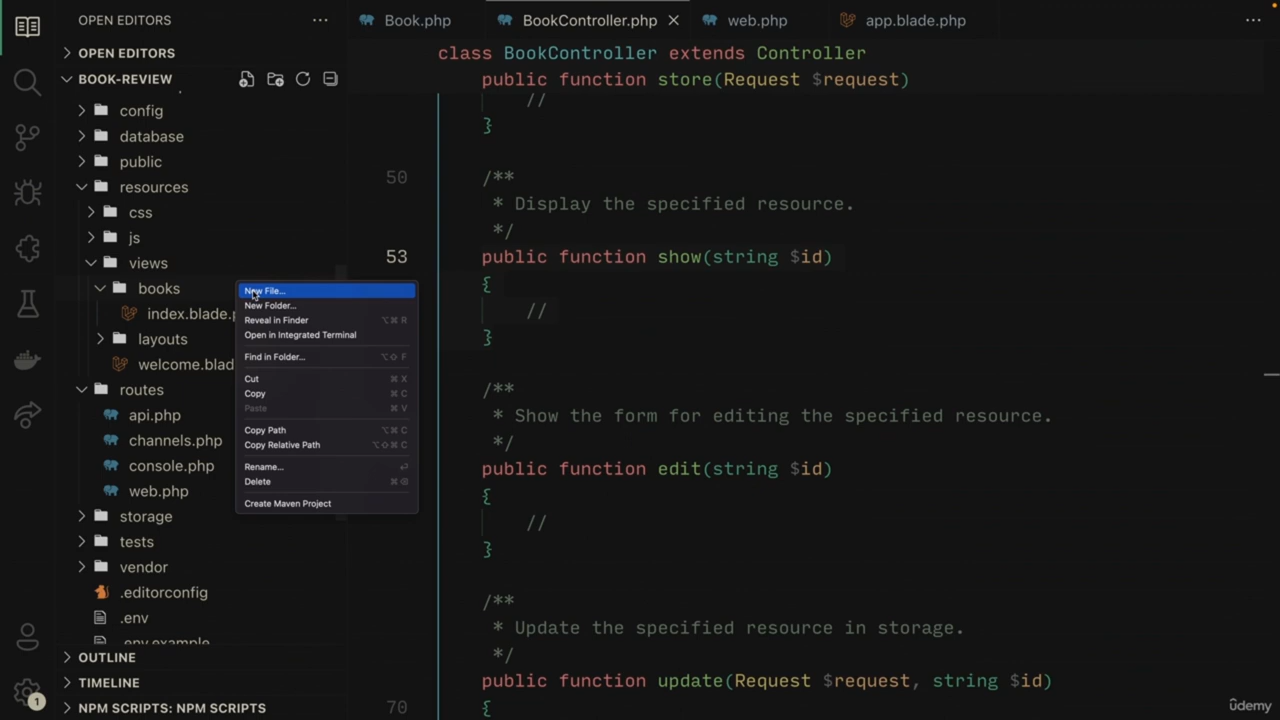 OPEN EDITORS
Book.php
BookController.php
web.php
app.blade.php
OPEN EDITORS
BOOK-REVIEW
config
database
public
resources
css
js
views
books
index.blade.p
layouts
welcome.blad
routes
api.php
channels.php
console.php
web.php
storage
tests
vendor
.editorconfig
.env
.env.example
OUTLINE
TIMELINE
NPM SCRIPTS: NPM SCRIPTS
1
New File...
New Folder...
Reveal in Finder ⌥⌘ R
Open in Integrated Terminal
Find in Folder... ⌥⇧ F
Cut ⌘ X
Copy ⌘ C
Paste ⌘ V
Copy Path ⌥⌘ C
Copy Relative Path ⌥⇧⌘ C
Rename... ⏎
Delete ⌘⌫
Create Maven Project
class BookController extends Controller
public function store(Request $request)
//
}
50 /**
* Display the specified resource.
*/
53 public function show(string $id)
{
//
}
/**
* Show the form for editing the specified resource.
*/
public function edit(string $id)
{
//
}
/**
* Update the specified resource in storage.
*/
public function update(Request $request, string $id)
70 {
udemy